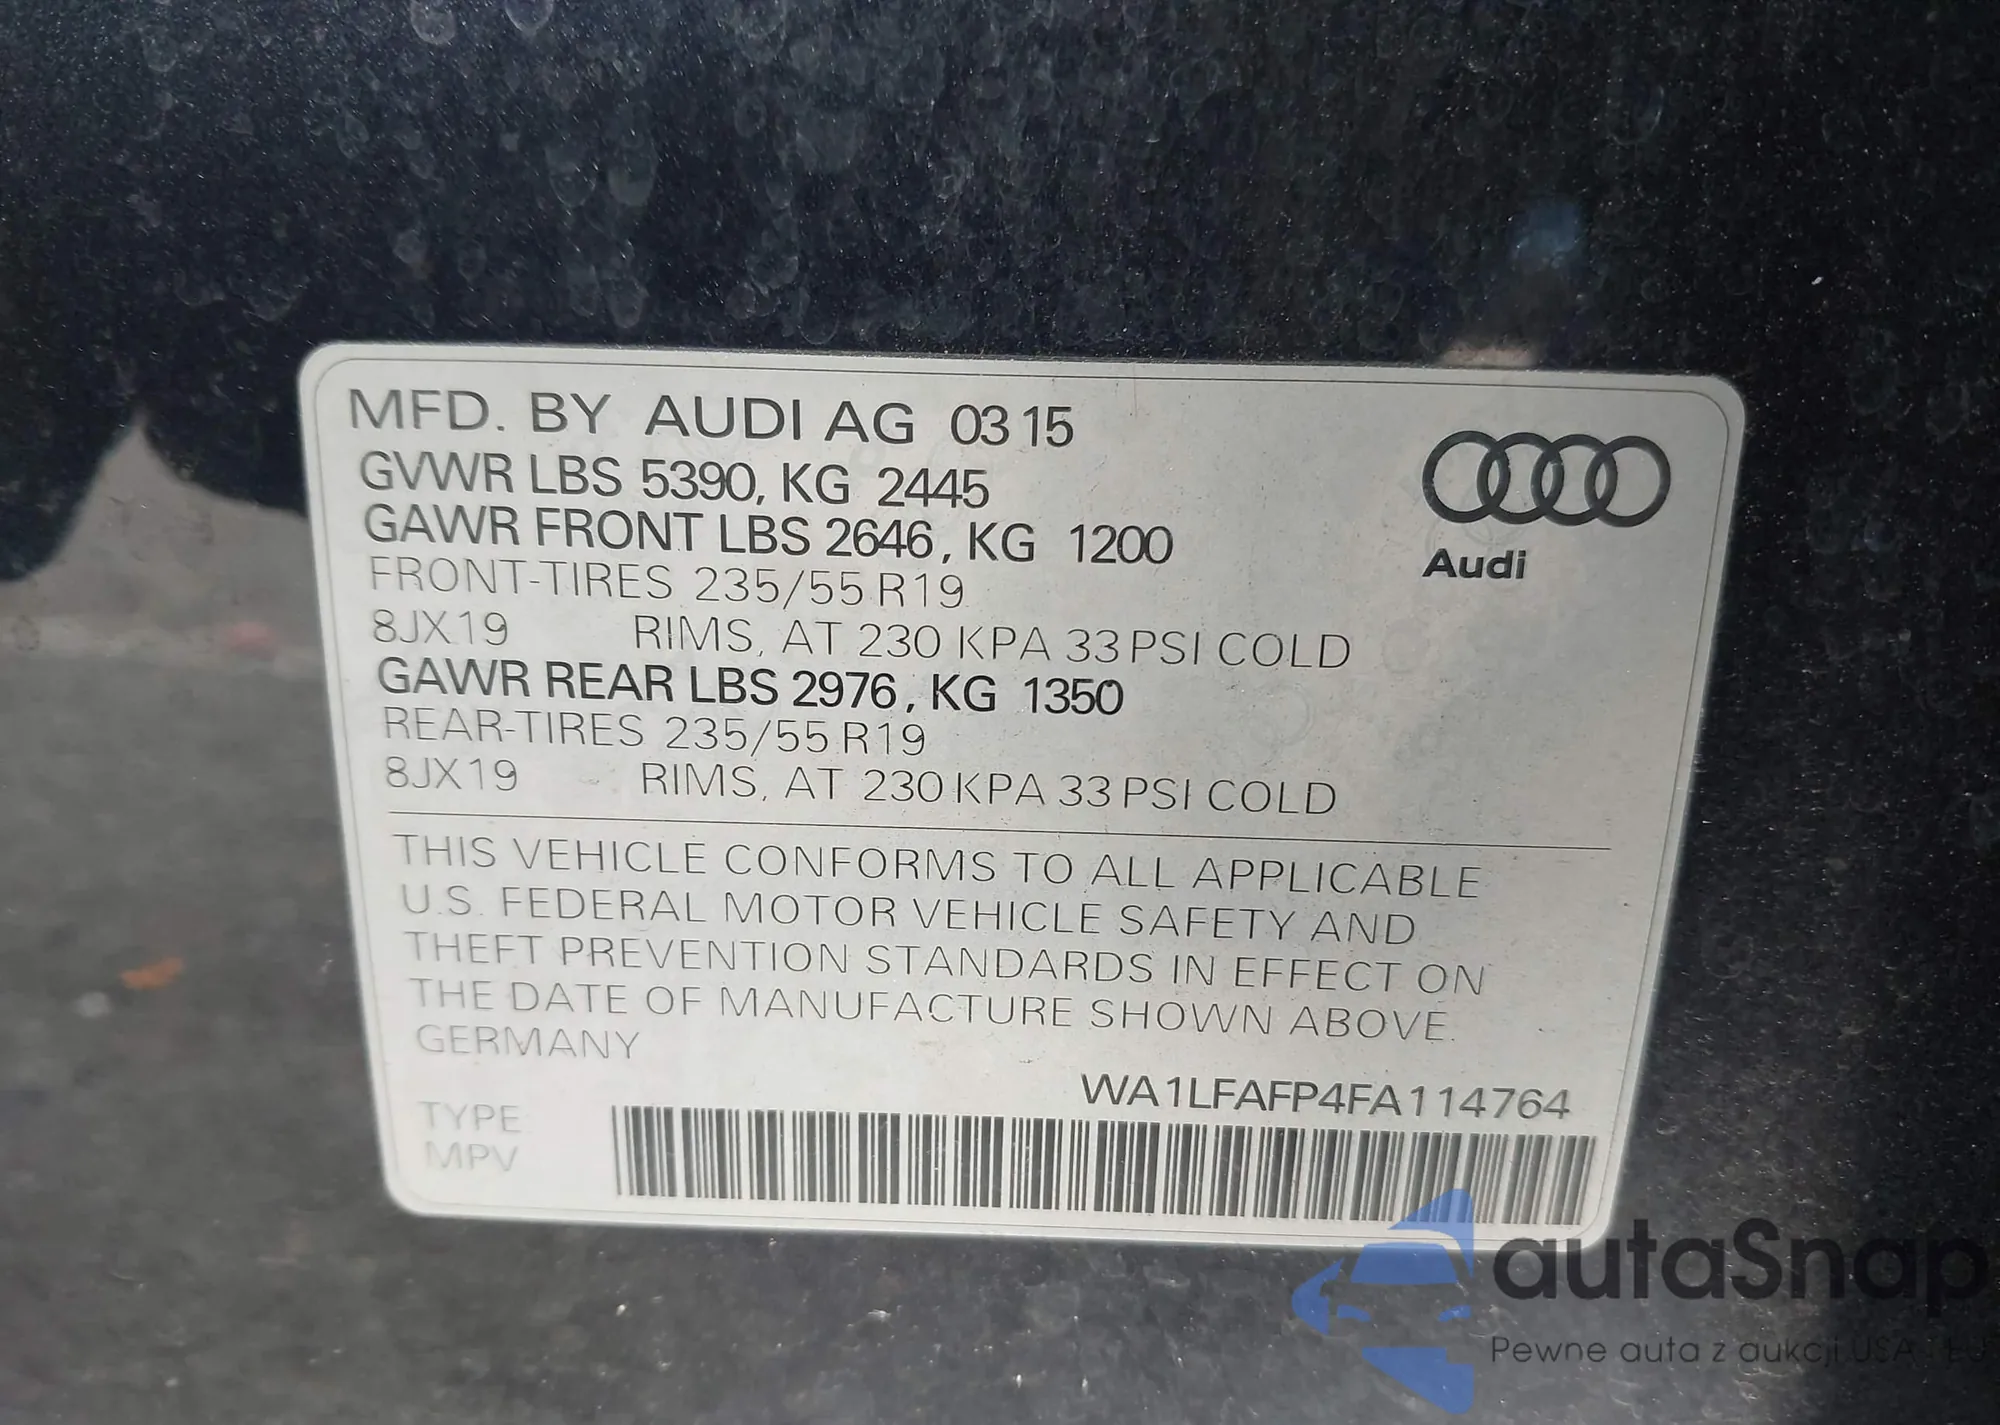 MFD. BY AUDI AG 03 15
GVWR LBS 5390, KG 2445
GAWR FRONT LBS 2646, KG 1200
FRONT-TIRES 235/55 R19
8JX19 RIMS, AT 230 KPA 33 PSI COLD
GAWR REAR LBS 2976, KG 1350
REAR-TIRES 235/55 R19
8JX19 RIMS, AT 230 KPA 33 PSI COLD
Audi
THIS VEHICLE CONFORMS TO ALL APPLICABLE
U.S. FEDERAL MOTOR VEHICLE SAFETY AND
THEFT PREVENTION STANDARDS IN EFFECT ON
THE DATE OF MANUFACTURE SHOWN ABOVE.
GERMANY
WA1LFAFP4FA114764
TYPE
MPV
autaSnap
Pewne auta z aukcji USA i EU